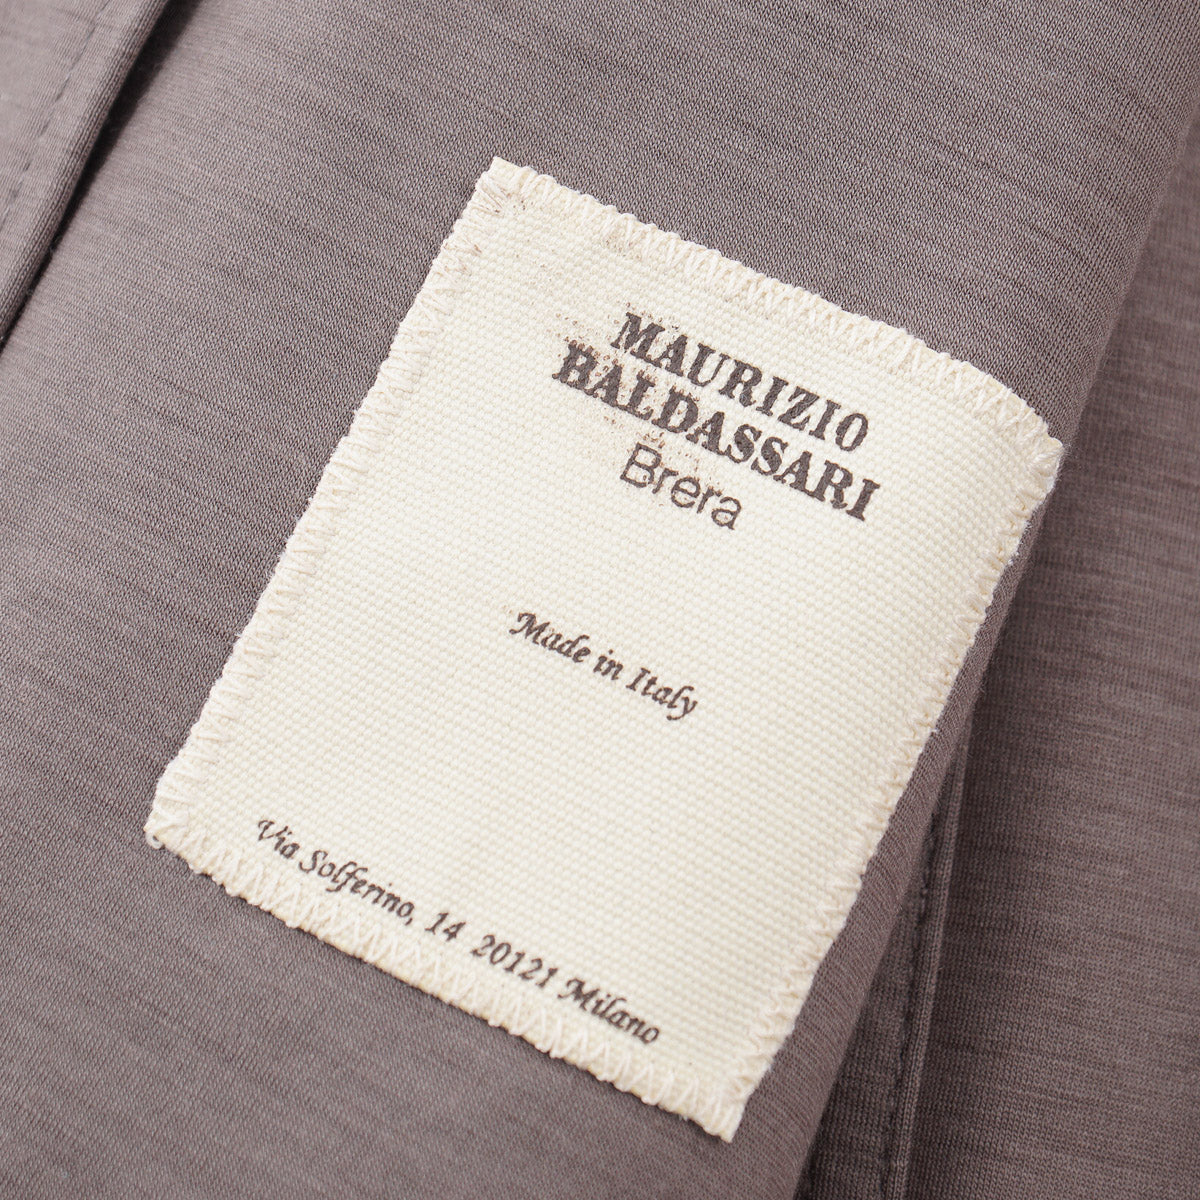 MAURIZIO
BALDASSARI
Brera
Made in Italy
Via Solferino, 14 20121 Milano